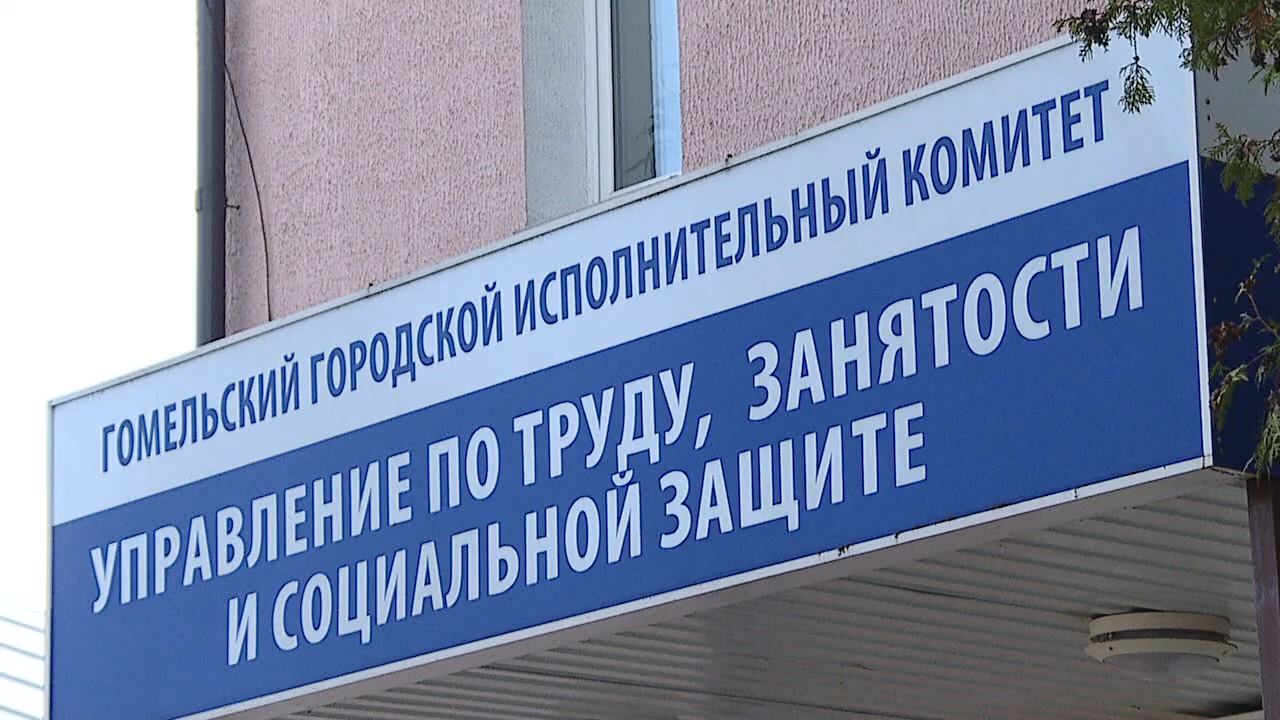 ГОМЕЛЬСКИЙ ГОРОДСКОЙ ИСПОЛНИТЕЛЬНЫЙ КОМИТЕТ
УПРАВЛЕНИЕ ПО ТРУДУ, ЗАНЯТОСТИ
И СОЦИАЛЬНОЙ ЗАЩИТЕ